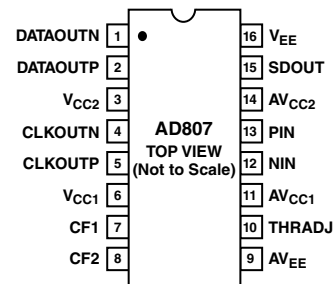 DATAOUTN 1
DATAOUTP 2
VCC2 3
CLKOUTN 4
CLKOUTP 5
VCC1 6
CF1 7
CF2 8
AD807
TOP VIEW
(Not to Scale)
16 VEE
15 SDOUT
14 AVCC2
13 PIN
12 NIN
11 AVCC1
10 THRADJ
9 AVEE